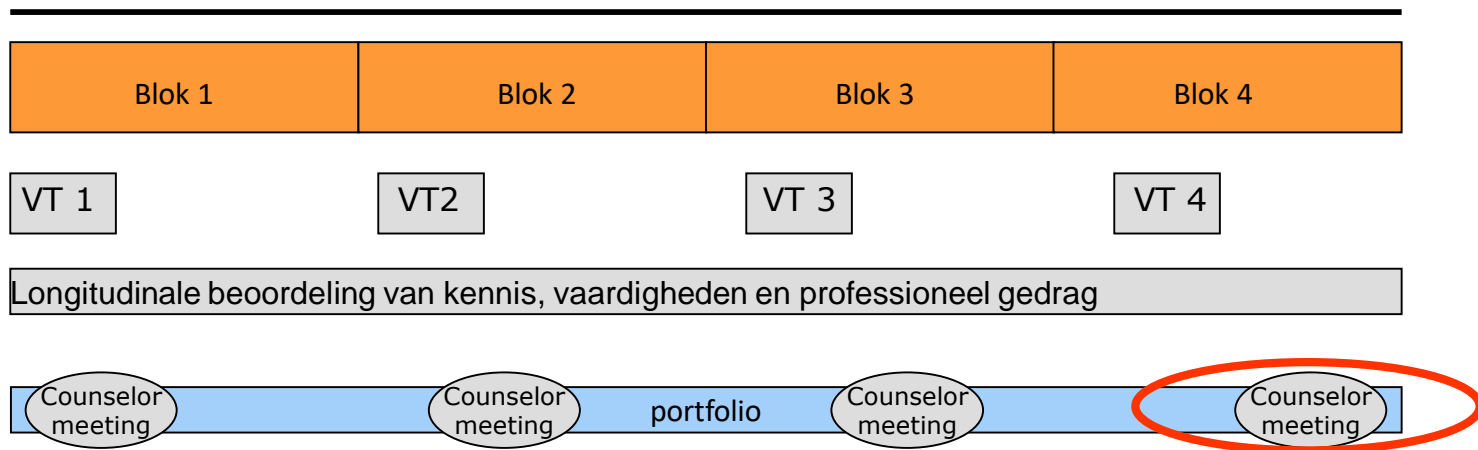 Blok 1 Blok 2 Blok 3 Blok 4
VT 1 VT2 VT 3 VT 4
Longitudinale beoordeling van kennis, vaardigheden en professioneel gedrag
Counselor
meeting
Counselor
meeting
portfolio
Counselor
meeting
Counselor
meeting